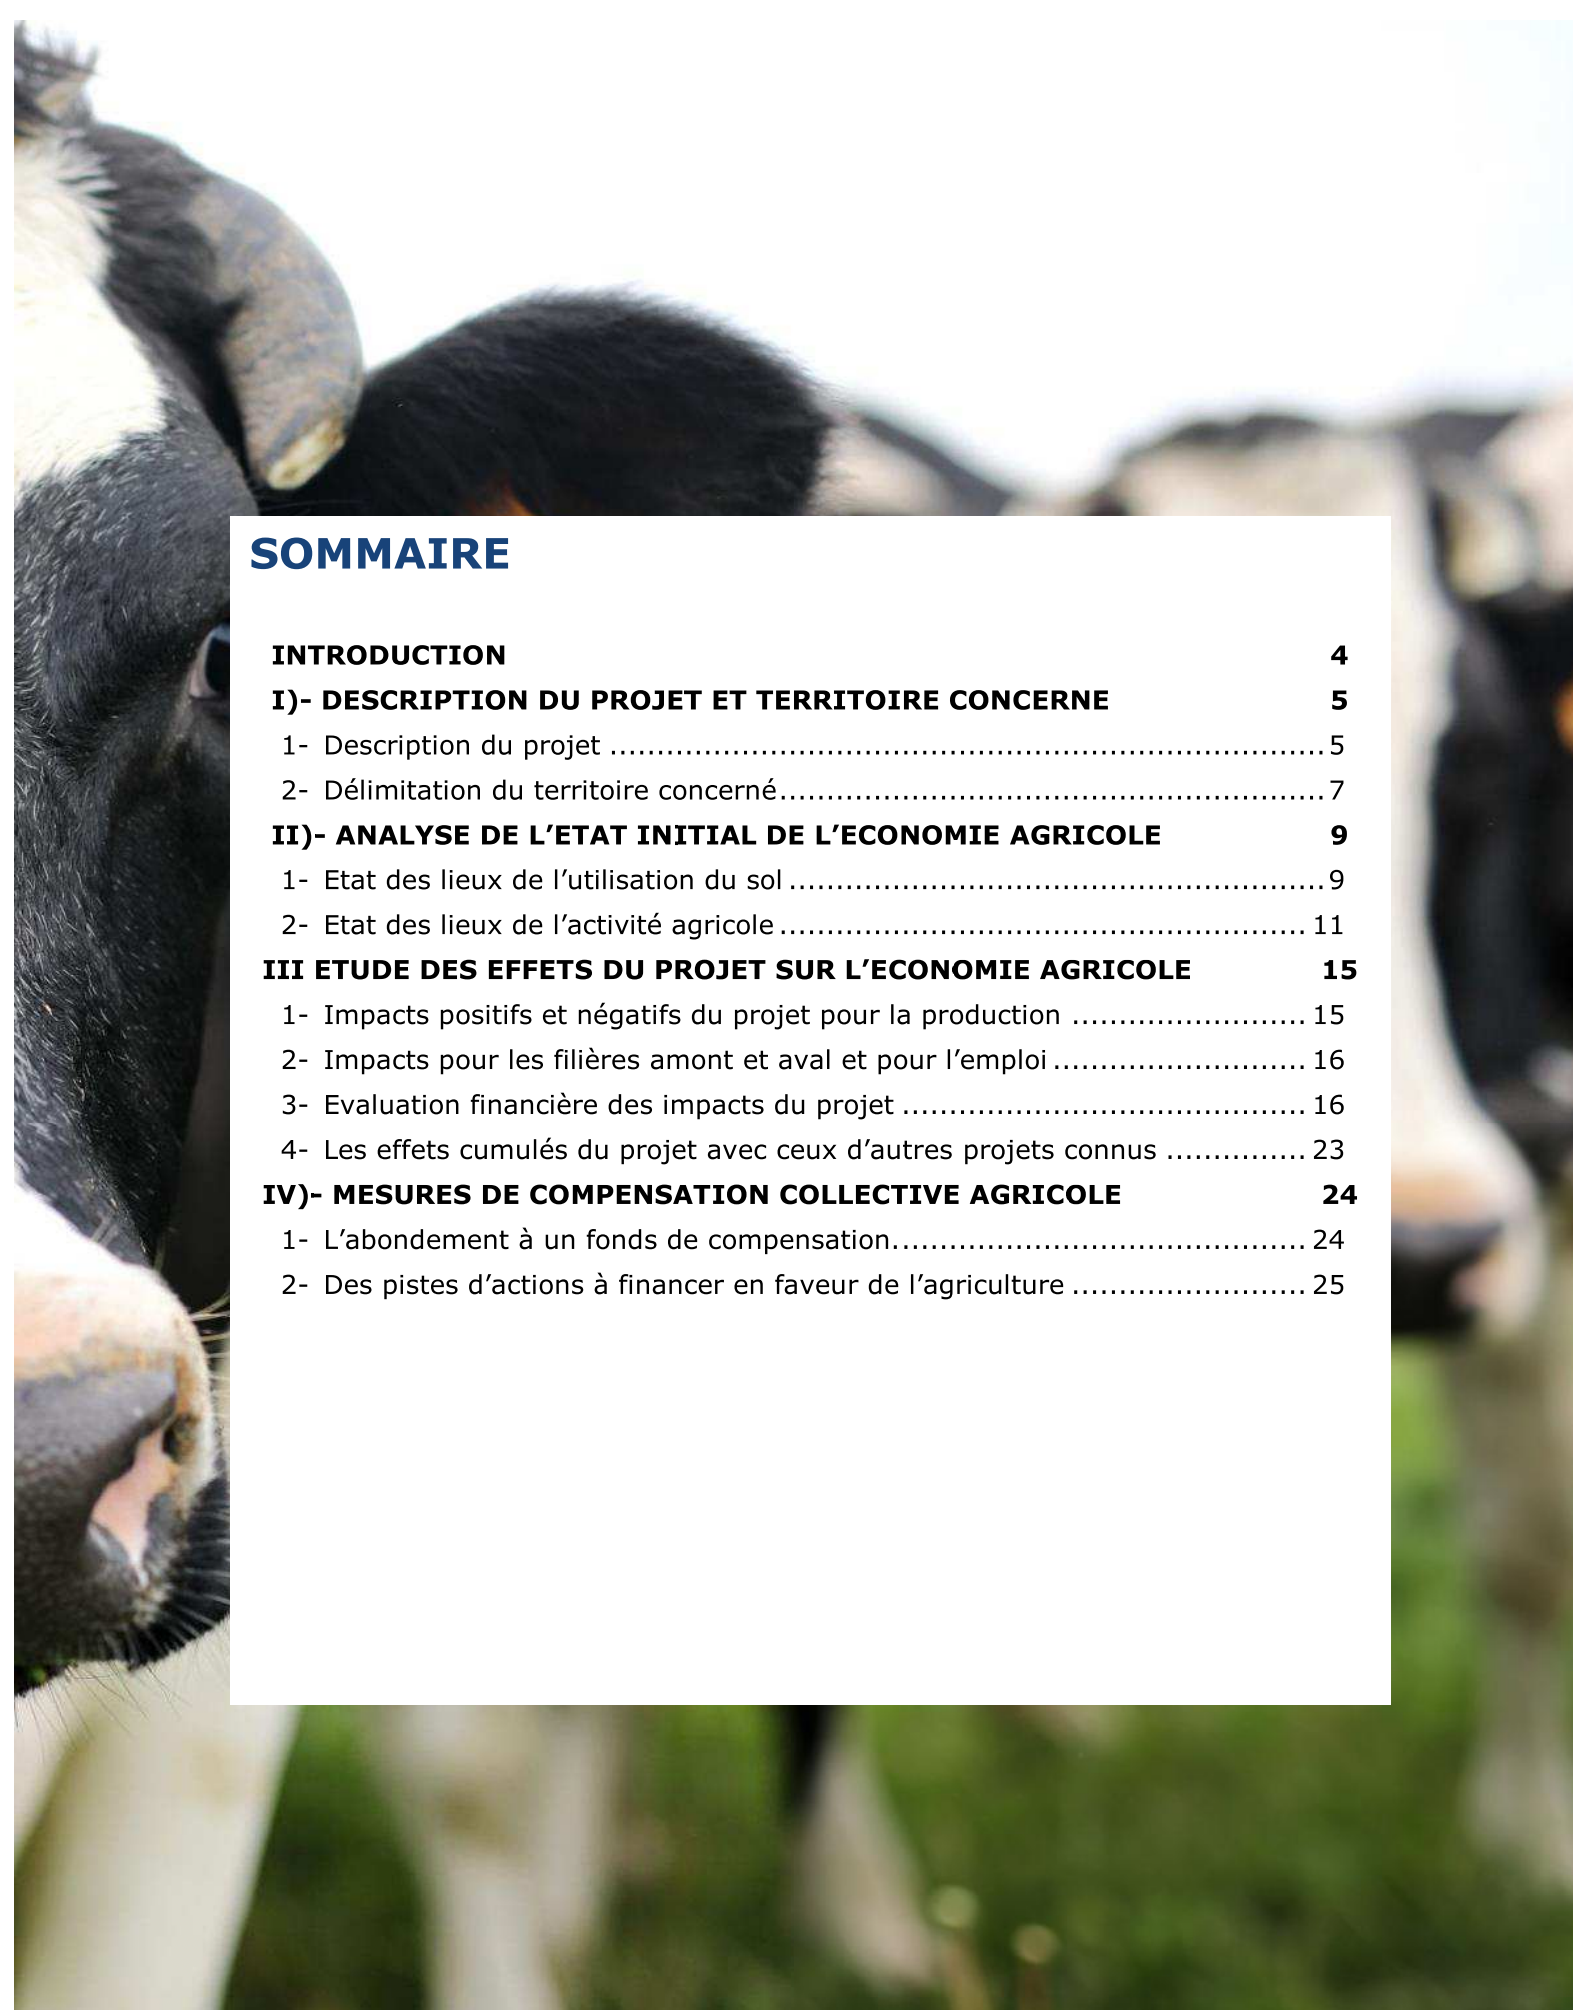 SOMMAIRE
INTRODUCTION 4
I)- DESCRIPTION DU PROJET ET TERRITOIRE CONCERNE 5
1- Description du projet ........................................................................... 5
2- Délimitation du territoire concerné......................................................... 7
II)- ANALYSE DE L’ETAT INITIAL DE L’ECONOMIE AGRICOLE 9
1- Etat des lieux de l’utilisation du sol ........................................................ 9
2- Etat des lieux de l’activité agricole ....................................................... 11
III ETUDE DES EFFETS DU PROJET SUR L’ECONOMIE AGRICOLE 15
1- Impacts positifs et négatifs du projet pour la production ......................... 15
2- Impacts pour les filières amont et aval et pour l’emploi ........................... 16
3- Evaluation financière des impacts du projet ........................................... 16
4- Les effets cumulés du projet avec ceux d’autres projets connus ............... 23
IV)- MESURES DE COMPENSATION COLLECTIVE AGRICOLE 24
1- L’abondement à un fonds de compensation............................................ 24
2- Des pistes d’actions à financer en faveur de l’agriculture ......................... 25